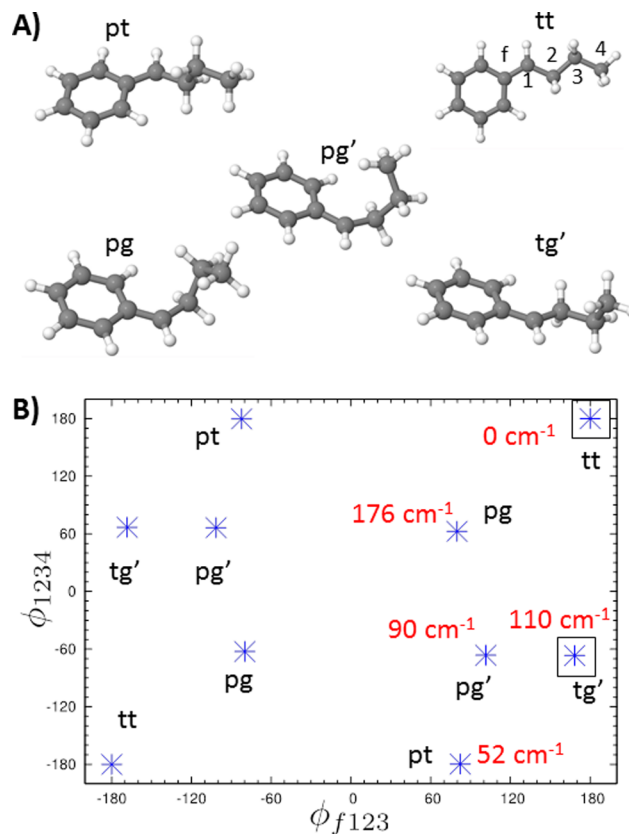 A)
pt
tt
f
2
4
1
3
pg’
pg
tg’
B)
180
120
60
0
-60
-120
-180
ϕ1234
pt
0 cm-1
tt
176 cm-1
pg
tg’
pg’
90 cm-1
110 cm-1
pg
pg’
tg’
tt
pt
52 cm-1
-180
-120
-60
0
60
120
180
ϕf123